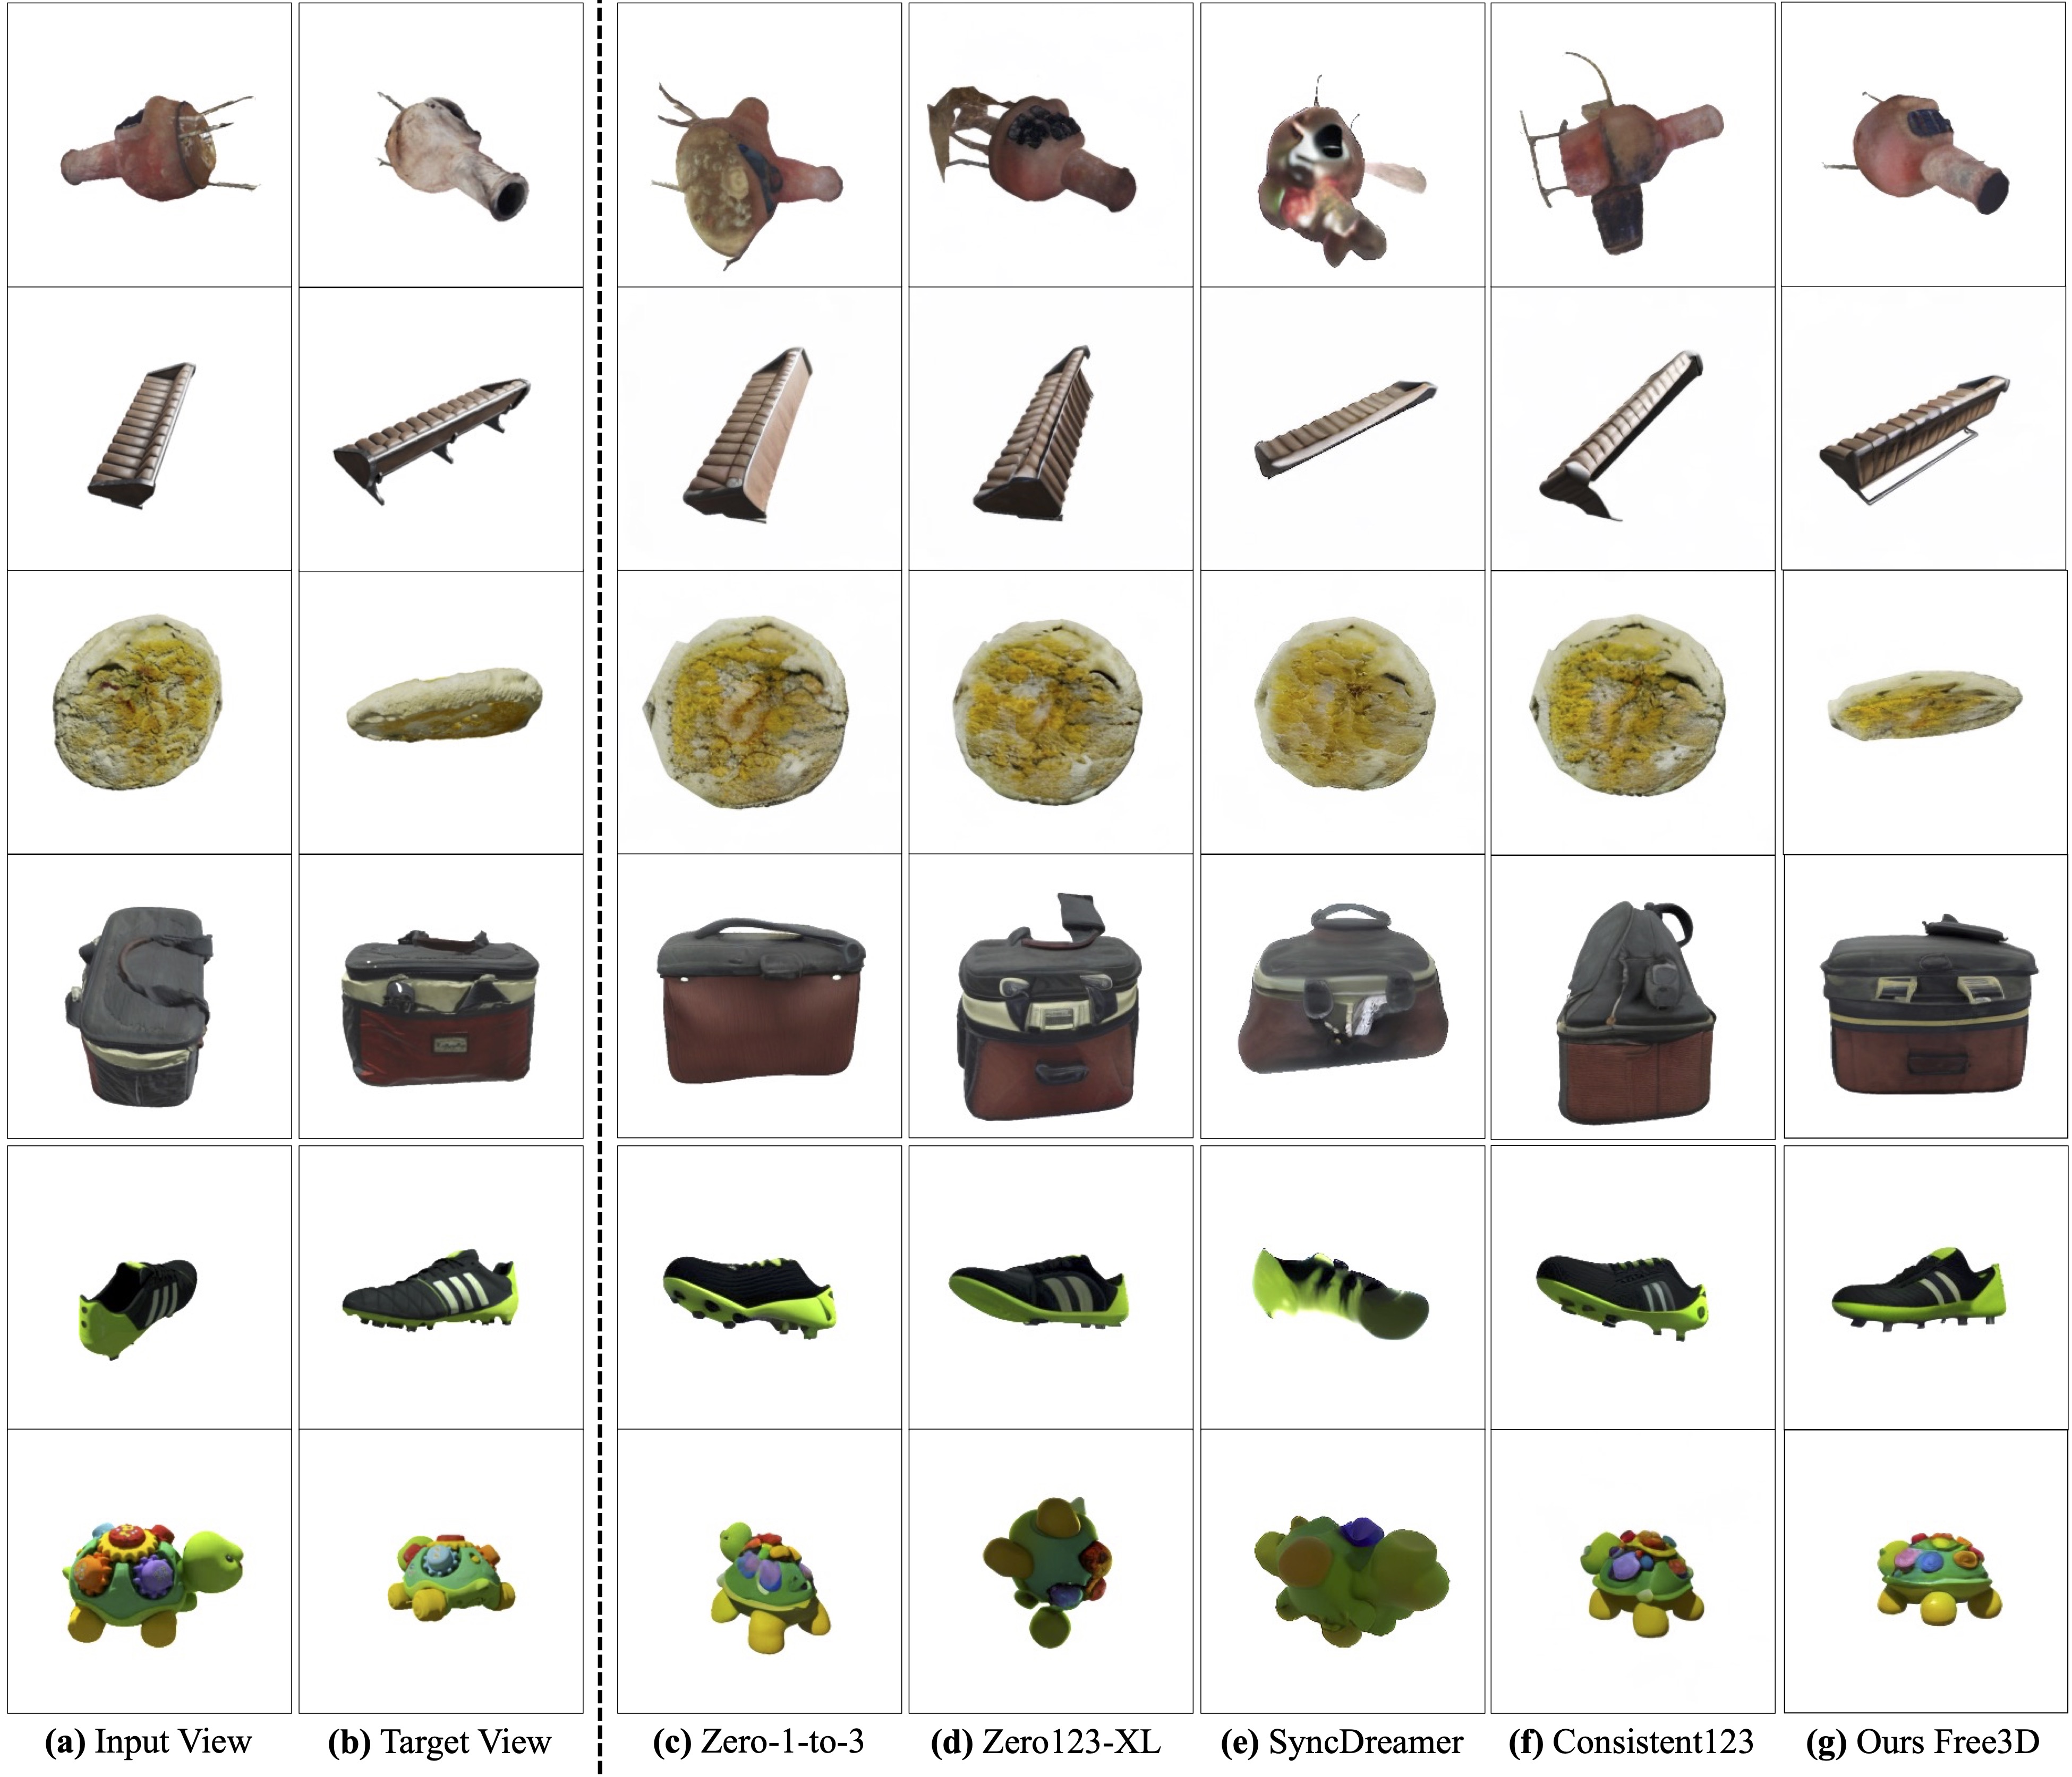 (a) Input View
(b) Target View
(c) Zero-1-to-3
(d) Zero123-XL
(e) SyncDreamer
(f) Consistent123
(g) Ours Free3D